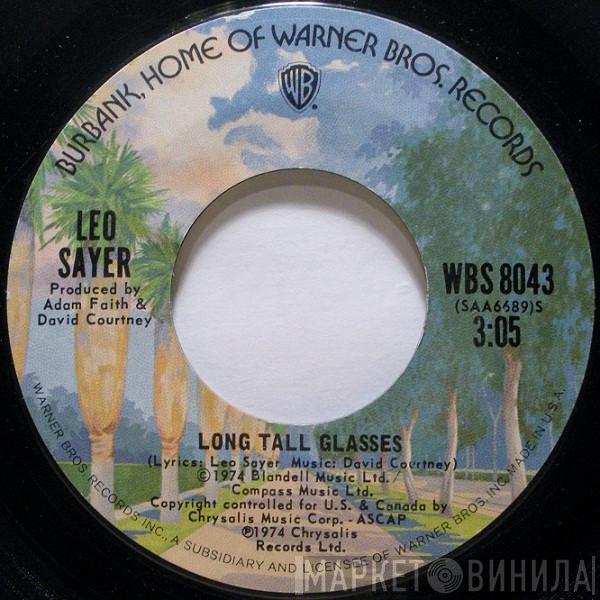 BURBANK, HOME OF WARNER BROS. RECORDS
WB
LEO
SAYER
Produced by
Adam Faith &
David Courtney
WBS 8043
(SAA6689)S
3:05
LONG TALL GLASSES
(Lyrics: Leo Sayer Music: David Courtney)
©1974 Blandell Music Ltd./
Compass Music Ltd.
Copyright controlled for U.S. & Canada by
Chrysalis Music Corp. - ASCAP
℗1974 Chrysalis
Records Ltd.
WARNER BROS. RECORDS INC., A SUBSIDIARY AND LICENSEE OF WARNER BROS. INC. MADE IN U.S.A.
МАРКЕТ ВИНИЛА